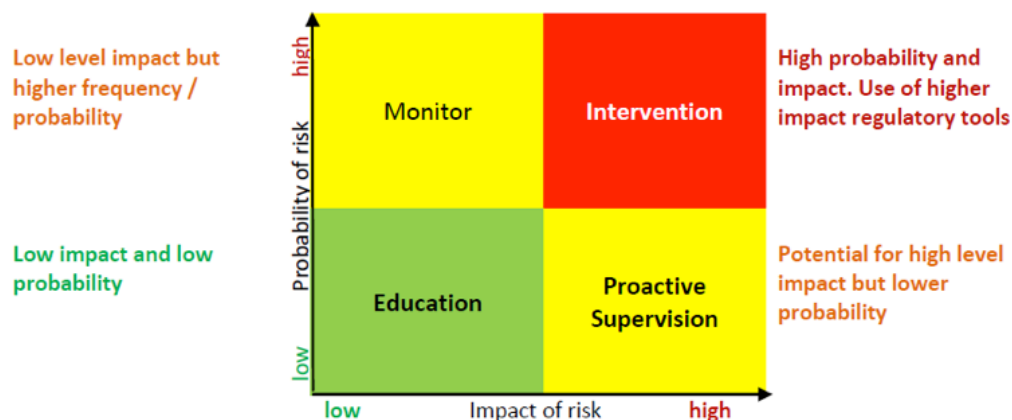 Low level impact but
higher frequency /
probability
high
Monitor
Intervention
High probability and
impact. Use of higher
impact regulatory tools
Probability of risk
Low impact and low
probability
Education
Proactive
Supervision
Potential for high level
impact but lower
probability
low
low
Impact of risk
high